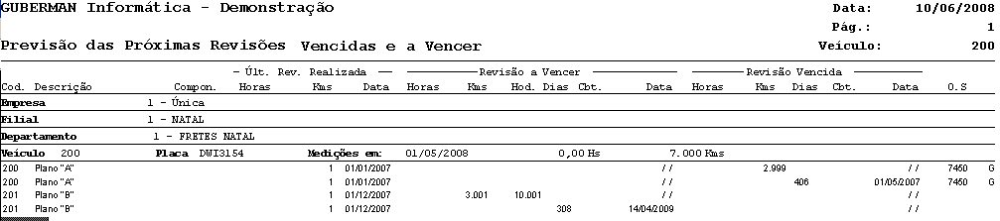 GUBERMAN Informática - Demonstração Data: 10/06/2008
Pág.: 1
Previsão das Próximas Revisões Vencidas e a Vencer Veículo: 200
Últ. Rev. Realizada Revisão a Vencer Revisão Vencida
Cod. Descrição Compon. Horas Kms Data Horas Kms Hod. Dias Cbt. Data Horas Kms Dias Cbt. Data O.S
Empresa 1 - Única
Filial 1 - NATAL
Departamento 1 - FRETES NATAL
Veículo 200 Placa DWI3154 Medições em: 01/05/2008 0,00 Hs 7.000 Kms
200 Plano "A" 1 01/01/2007 / / 2.999 / / 7450 G
200 Plano "A" 1 01/01/2007 / / 406 01/05/2007 7450 G
201 Plano "B" 1 01/12/2007 3.001 10.001 / / / /
201 Plano "B" 1 01/12/2007 308 14/04/2009 / /